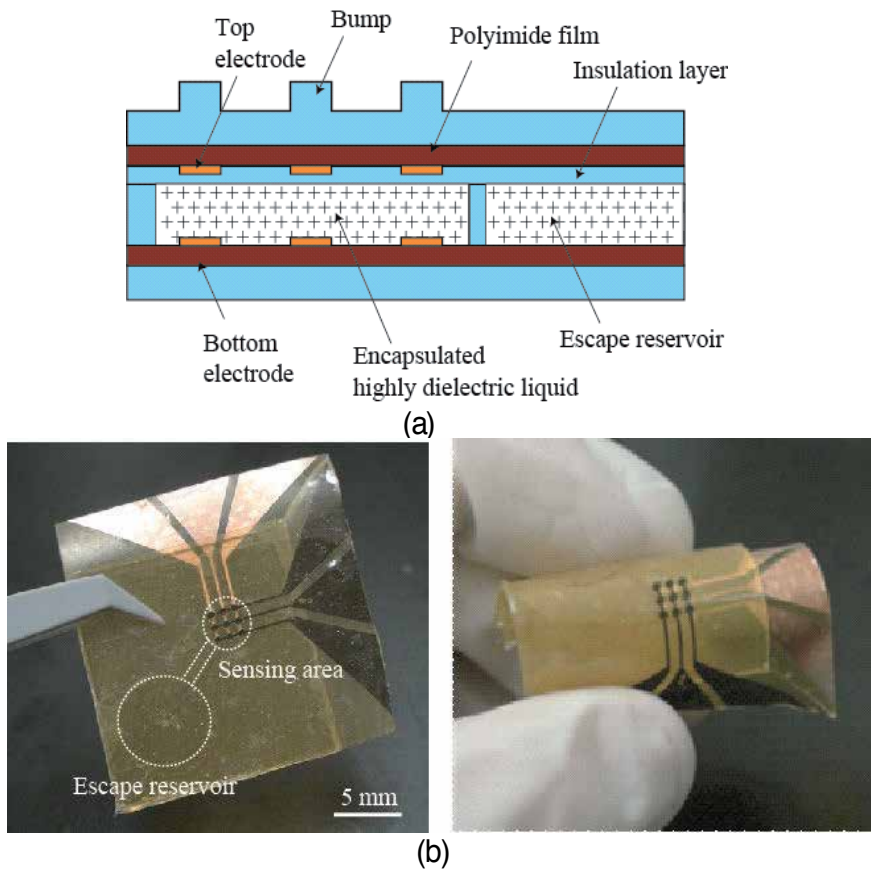 Top
electrode
Bump
Polyimide film
Insulation layer
Bottom
electrode
Encapsulated
highly dielectric liquid
Escape reservoir
(a)
Sensing area
Escape reservoir
5 mm
(b)